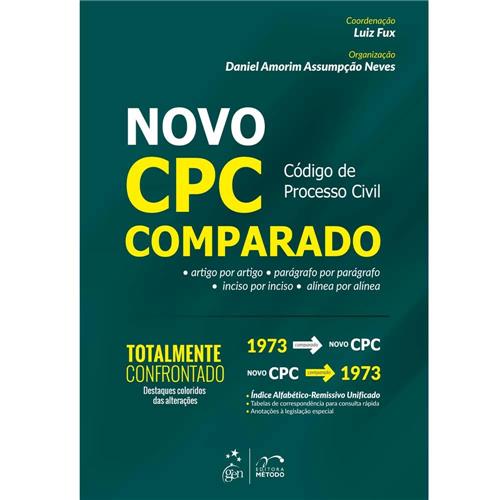 Coordenação
Luiz Fux
Organização
Daniel Amorim Assumpção Neves
NOVO
CPC
Código de
Processo Civil
COMPARADO
• artigo por artigo • parágrafo por parágrafo
• inciso por inciso • alínea por alínea
TOTALMENTE
CONFRONTADO
Destaques coloridos
das alterações
1973 comparado NOVO CPC
NOVO CPC comparado 1973
• Índice Alfabético-Remissivo Unificado
• Tabelas de correspondência para consulta rápida
• Anotações à legislação especial
gen
EDITORA
MÉTODO